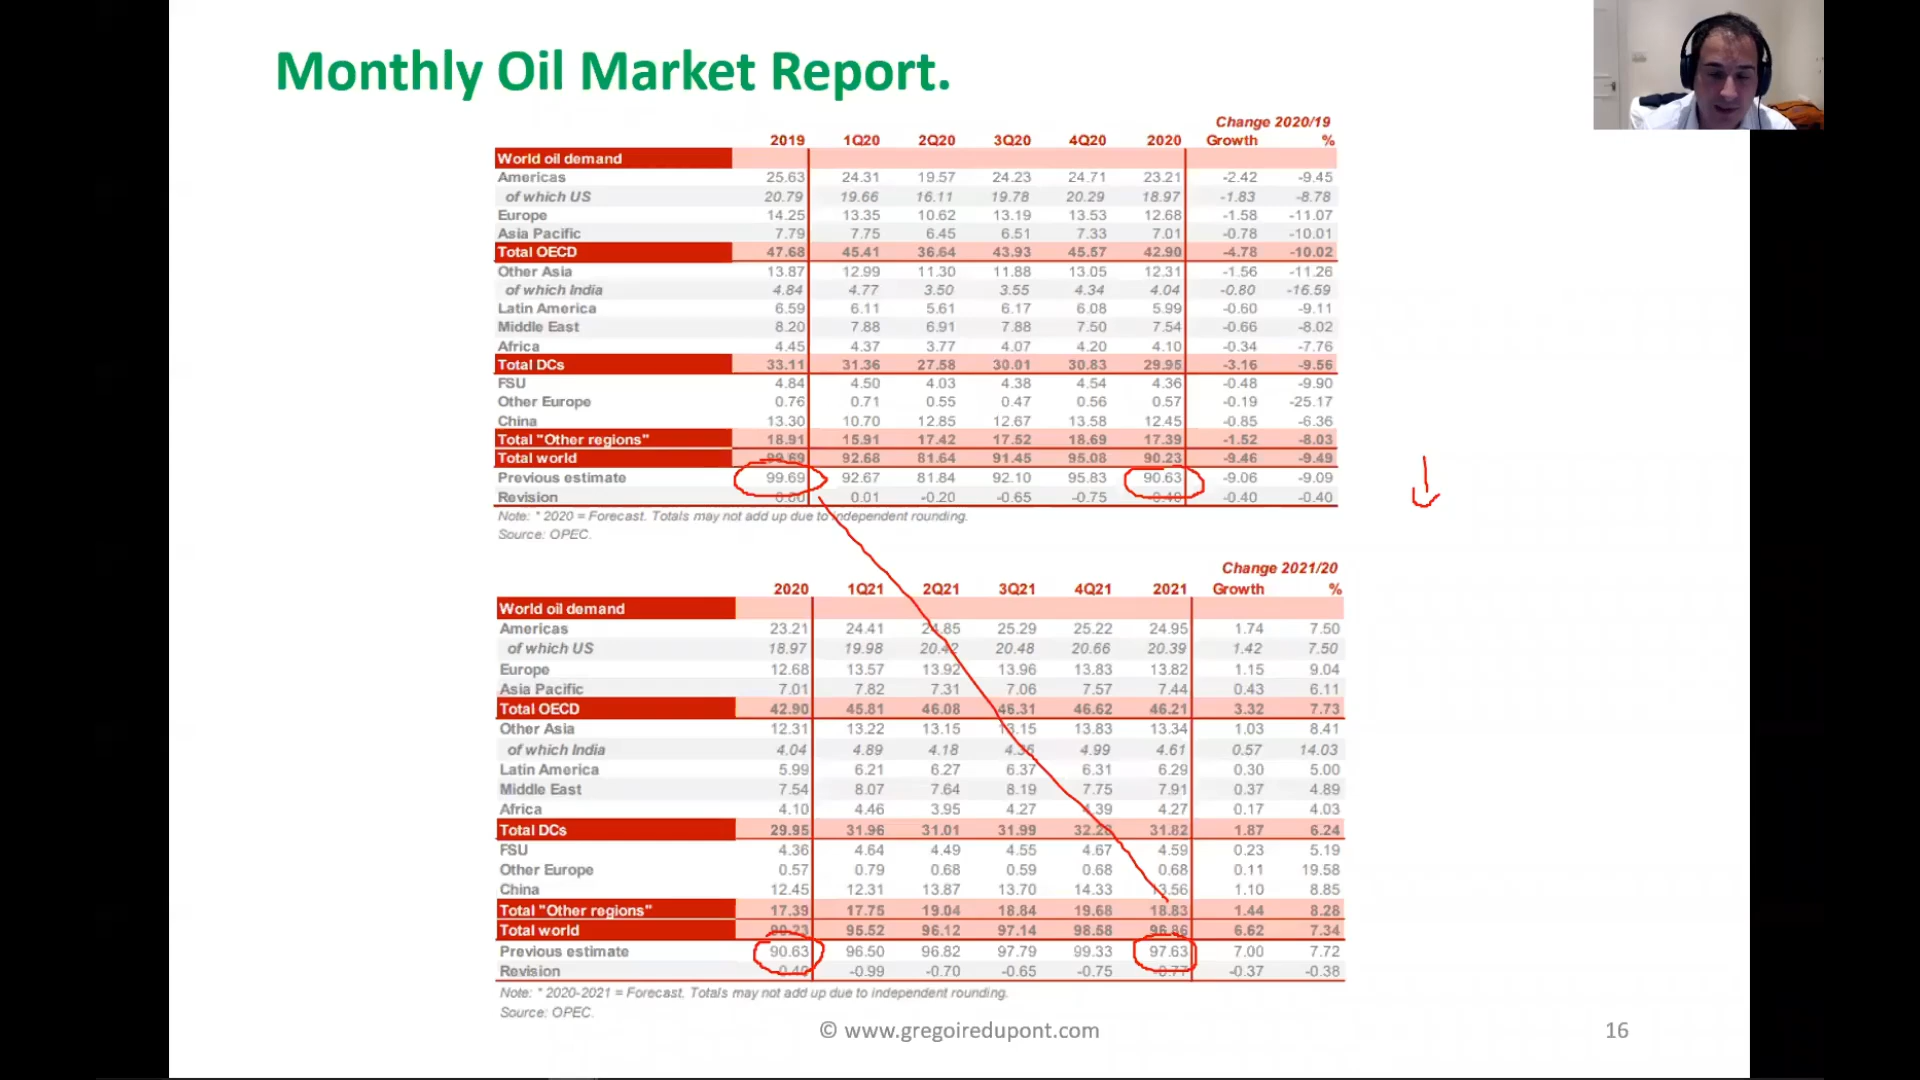 Monthly Oil Market Report.
Change 2020/19
2019 1Q20 2Q20 3Q20 4Q20 2020 Growth %
World oil demand
Americas 25.63 24.31 19.57 24.23 24.71 23.21 -2.42 -9.45
of which US 20.79 19.66 16.11 19.78 20.29 18.97 -1.83 -8.78
Europe 14.25 13.35 10.62 13.19 13.53 12.68 -1.58 -11.07
Asia Pacific 7.79 7.75 6.45 6.51 7.33 7.01 -0.78 -10.01
Total OECD 47.68 45.41 36.64 43.93 45.57 42.90 -4.78 -10.02
Other Asia 13.87 12.99 11.30 11.88 13.05 12.31 -1.56 -11.26
of which India 4.84 4.77 3.50 3.55 4.34 4.04 -0.80 -16.59
Latin America 6.59 6.11 5.61 6.17 6.08 5.99 -0.60 -9.11
Middle East 8.20 7.88 6.91 7.88 7.50 7.54 -0.66 -8.02
Africa 4.45 4.37 3.77 4.07 4.20 4.10 -0.34 -7.76
Total DCs 33.11 31.36 27.58 30.01 30.83 29.95 -3.16 -9.56
FSU 4.84 4.50 4.03 4.38 4.54 4.36 -0.48 -9.90
Other Europe 0.76 0.71 0.55 0.47 0.56 0.57 -0.19 -25.17
China 13.30 10.70 12.85 12.67 13.58 12.45 -0.85 -6.36
Total "Other regions" 18.91 15.91 17.42 17.52 18.69 17.39 -1.52 -8.03
Total world 99.69 92.68 81.64 91.45 95.08 90.23 -9.46 -9.49
Previous estimate 99.69 92.67 81.84 92.10 95.83 90.63 -9.06 -9.09
Revision 0.00 0.01 -0.20 -0.65 -0.75 -0.40 -0.40 -0.40
Note: * 2020 = Forecast. Totals may not add up due to independent rounding.
Source: OPEC.
Change 2021/20
2020 1Q21 2Q21 3Q21 4Q21 2021 Growth %
World oil demand
Americas 23.21 24.41 24.85 25.29 25.22 24.95 1.74 7.50
of which US 18.97 19.98 20.42 20.48 20.66 20.39 1.42 7.50
Europe 12.68 13.57 13.92 13.96 13.83 13.82 1.15 9.04
Asia Pacific 7.01 7.82 7.31 7.06 7.57 7.44 0.43 6.11
Total OECD 42.90 45.81 46.08 46.31 46.62 46.21 3.32 7.73
Other Asia 12.31 13.22 13.15 13.15 13.83 13.34 1.03 8.41
of which India 4.04 4.89 4.18 4.99 4.61 0.57 14.03
Latin America 5.99 6.21 6.27 6.37 6.31 6.29 0.30 5.00
Middle East 7.54 8.07 7.64 8.19 7.75 7.91 0.37 4.89
Africa 4.10 4.46 3.95 4.27 4.39 4.27 0.17 4.03
Total DCs 29.95 31.96 31.01 31.99 32.28 31.82 1.87 6.24
FSU 4.36 4.64 4.49 4.55 4.67 4.59 0.23 5.19
Other Europe 0.57 0.79 0.68 0.59 0.68 0.68 0.11 19.58
China 12.45 12.31 13.87 13.70 14.33 13.56 1.10 8.85
Total "Other regions" 17.39 17.75 19.04 18.84 19.68 18.83 1.44 8.28
Total world 90.23 95.52 96.12 97.14 98.58 96.86 6.62 7.34
Previous estimate 90.63 96.50 96.82 97.79 99.33 97.63 7.00 7.72
Revision -0.40 -0.99 -0.70 -0.65 -0.75 -0.77 -0.37 -0.38
Note: * 2020-2021 = Forecast. Totals may not add up due to independent rounding.
Source: OPEC.
© www.gregoiredupont.com
16